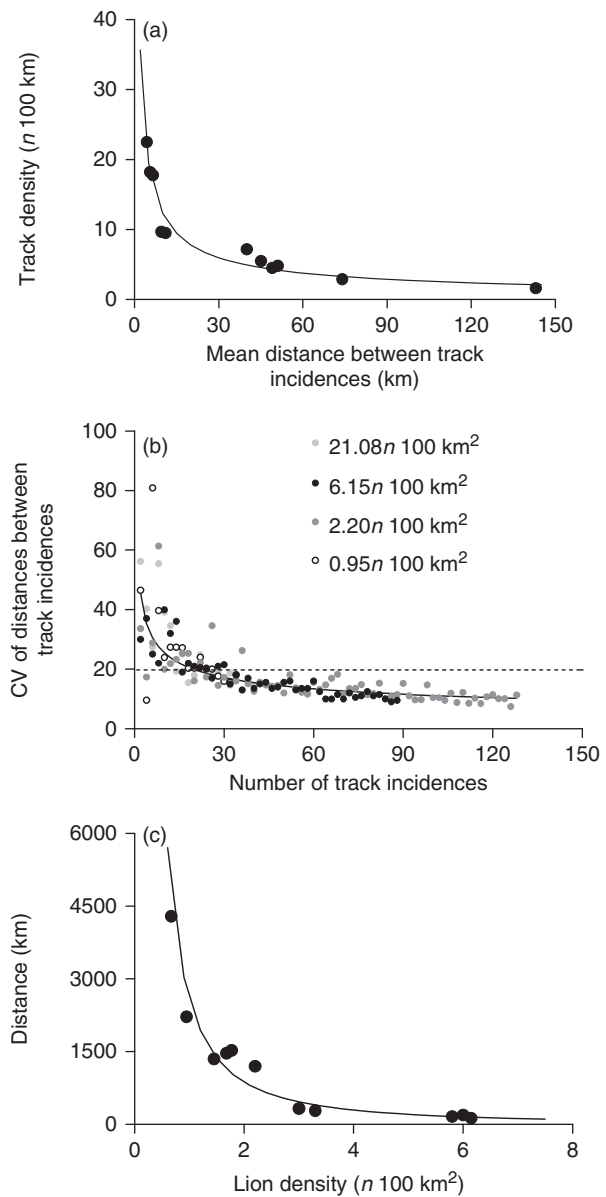 (a)
Track density (n 100 km)
40
30
20
10
0
0 30 60 90 120 150
Mean distance between track
incidences (km)
(b)
CV of distances between
track incidences
100
80
60
40
20
0
21.08n 100 km²
6.15n 100 km²
2.20n 100 km²
0.95n 100 km²
0 30 60 90 120 150
Number of track incidences
(c)
Distance (km)
6000
4500
3000
1500
0
0 2 4 6 8
Lion density (n 100 km²)